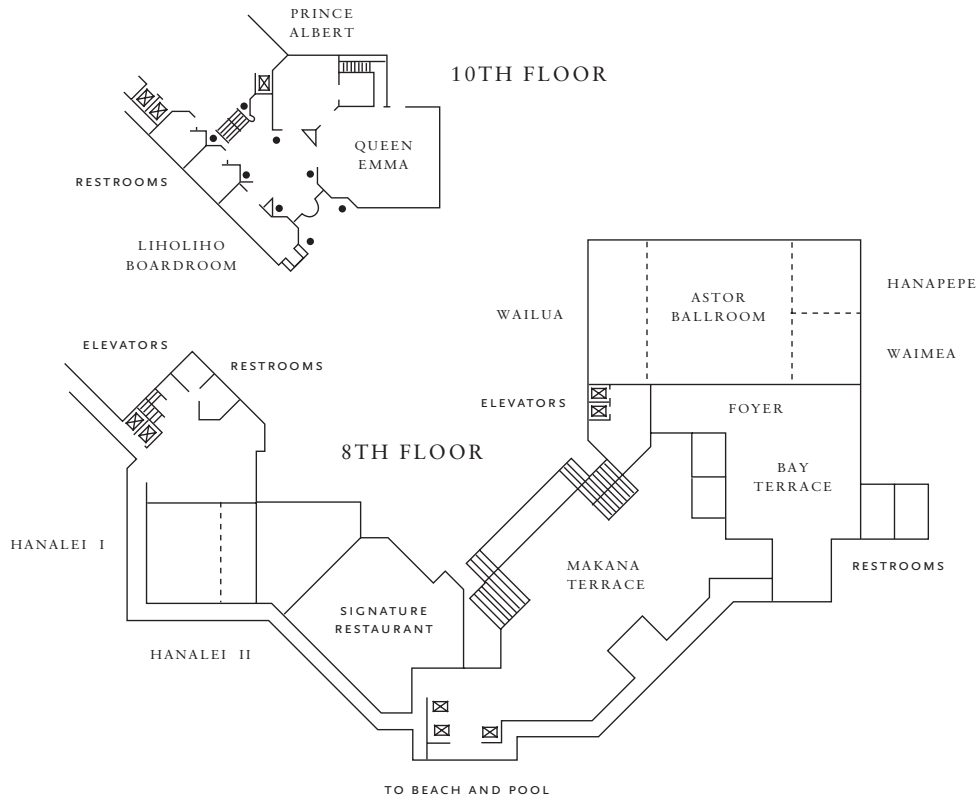 PRINCE
ALBERT
10TH FLOOR
QUEEN
EMMA
RESTROOMS
LIHOLIHO
BOARDROOM
HANAPEPE
ASTOR
BALLROOM
WAILUA
WAIMEA
ELEVATORS
RESTROOMS
ELEVATORS
FOYER
8TH FLOOR
BAY
TERRACE
HANALEI I
MAKANA
TERRACE
RESTROOMS
SIGNATURE
RESTAURANT
HANALEI II
TO BEACH AND POOL